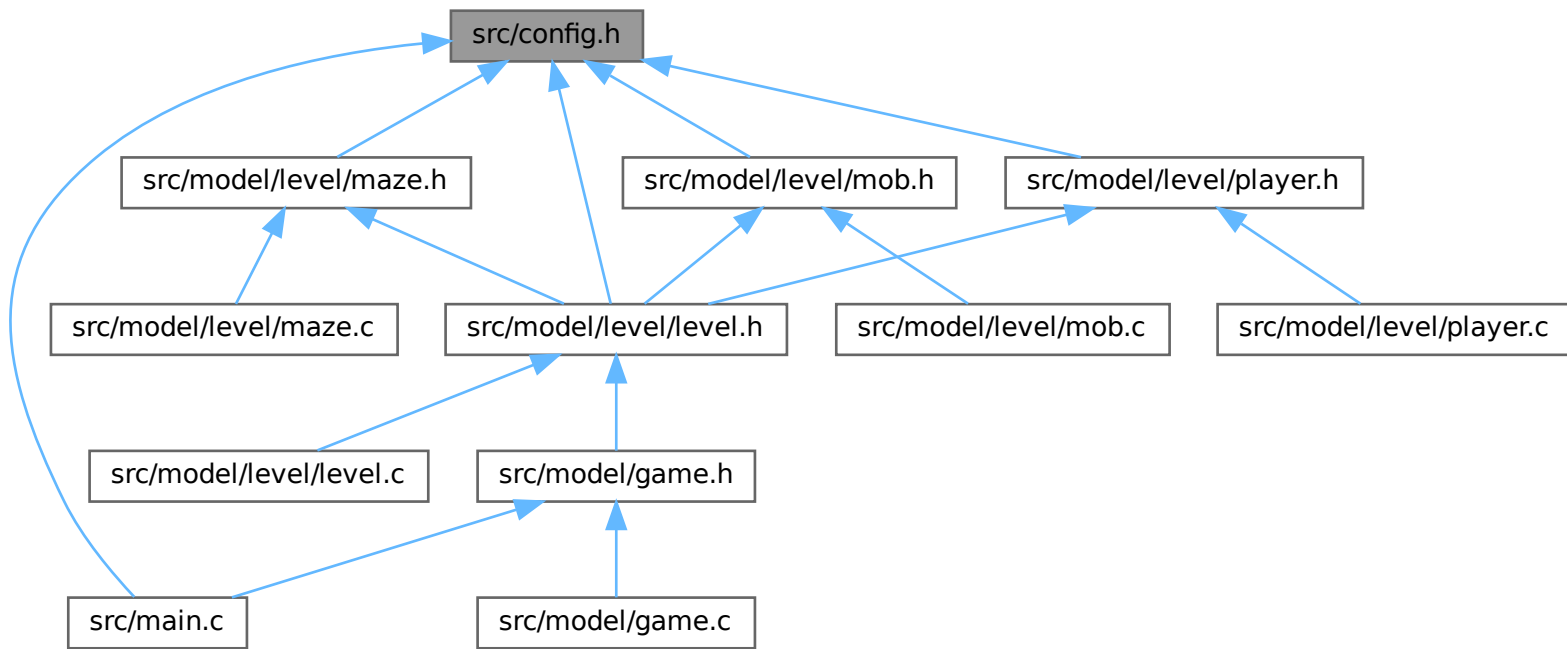 src/config.h
src/model/level/maze.h
src/model/level/mob.h
src/model/level/player.h
src/model/level/maze.c
src/model/level/level.h
src/model/level/mob.c
src/model/level/player.c
src/model/level/level.c
src/model/game.h
src/main.c
src/model/game.c